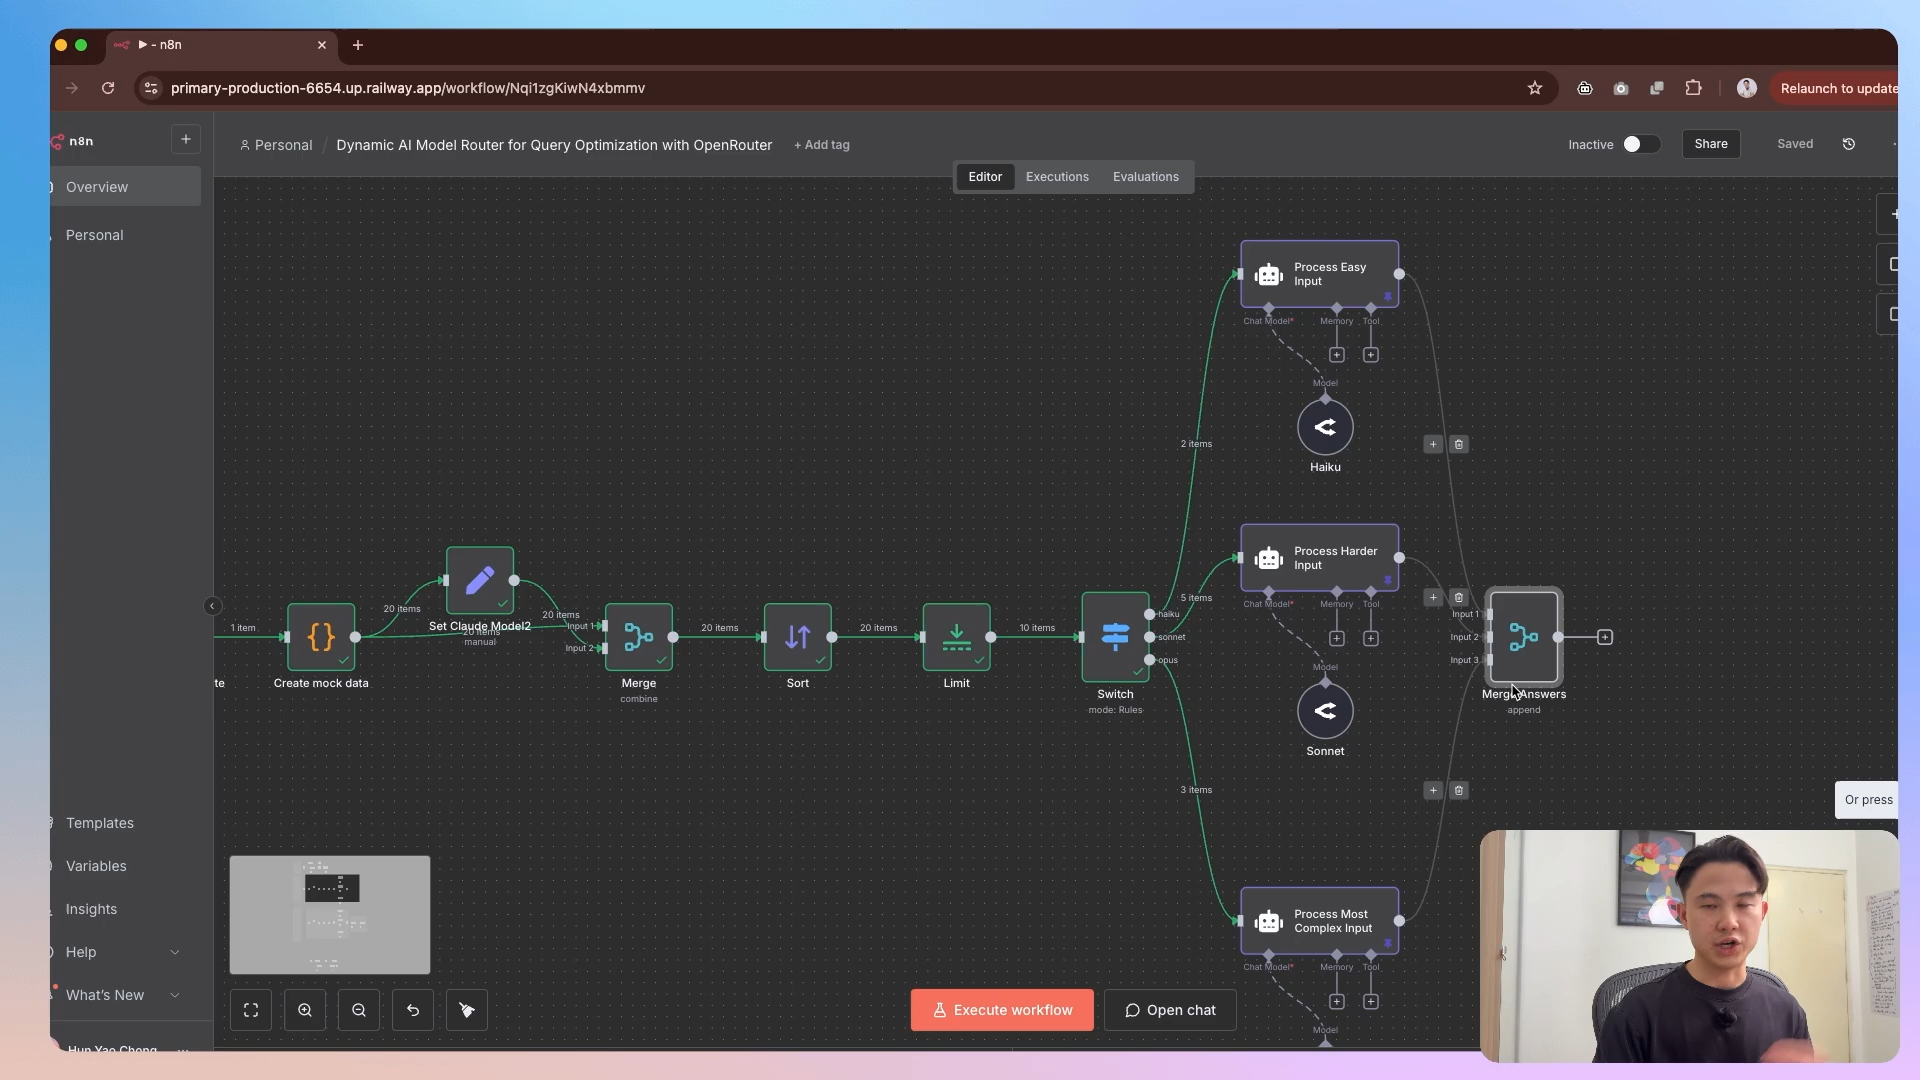 - n8n
primary-production-6654.up.railway.app/workflow/Nqi1zgKiwN4xbmmv
Relaunch to update
n8n
Personal / Dynamic AI Model Router for Query Optimization with OpenRouter + Add tag
Inactive
Share
Saved
Editor
Executions
Evaluations
Overview
Personal
Process Easy
Input
Chat Model*
Memory
Tool
Model
Haiku
2 items
Process Harder
Input
Chat Model*
Memory
Tool
Model
Sonnet
5 items
1 item
Create mock data
20 items
Set Claude Model2
20 items
manual
20 items
Input 1
Input 2
Merge
combine
20 items
Sort
20 items
Limit
10 items
haiku
sonnet
opus
Switch
mode: Rules
Input 1
Input 2
Input 3
Merge Answers
append
3 items
Process Most
Complex Input
Chat Model*
Memory
Tool
Model
Or press
Templates
Variables
Insights
Help
What's New
Hun Yao Chong
Execute workflow
Open chat